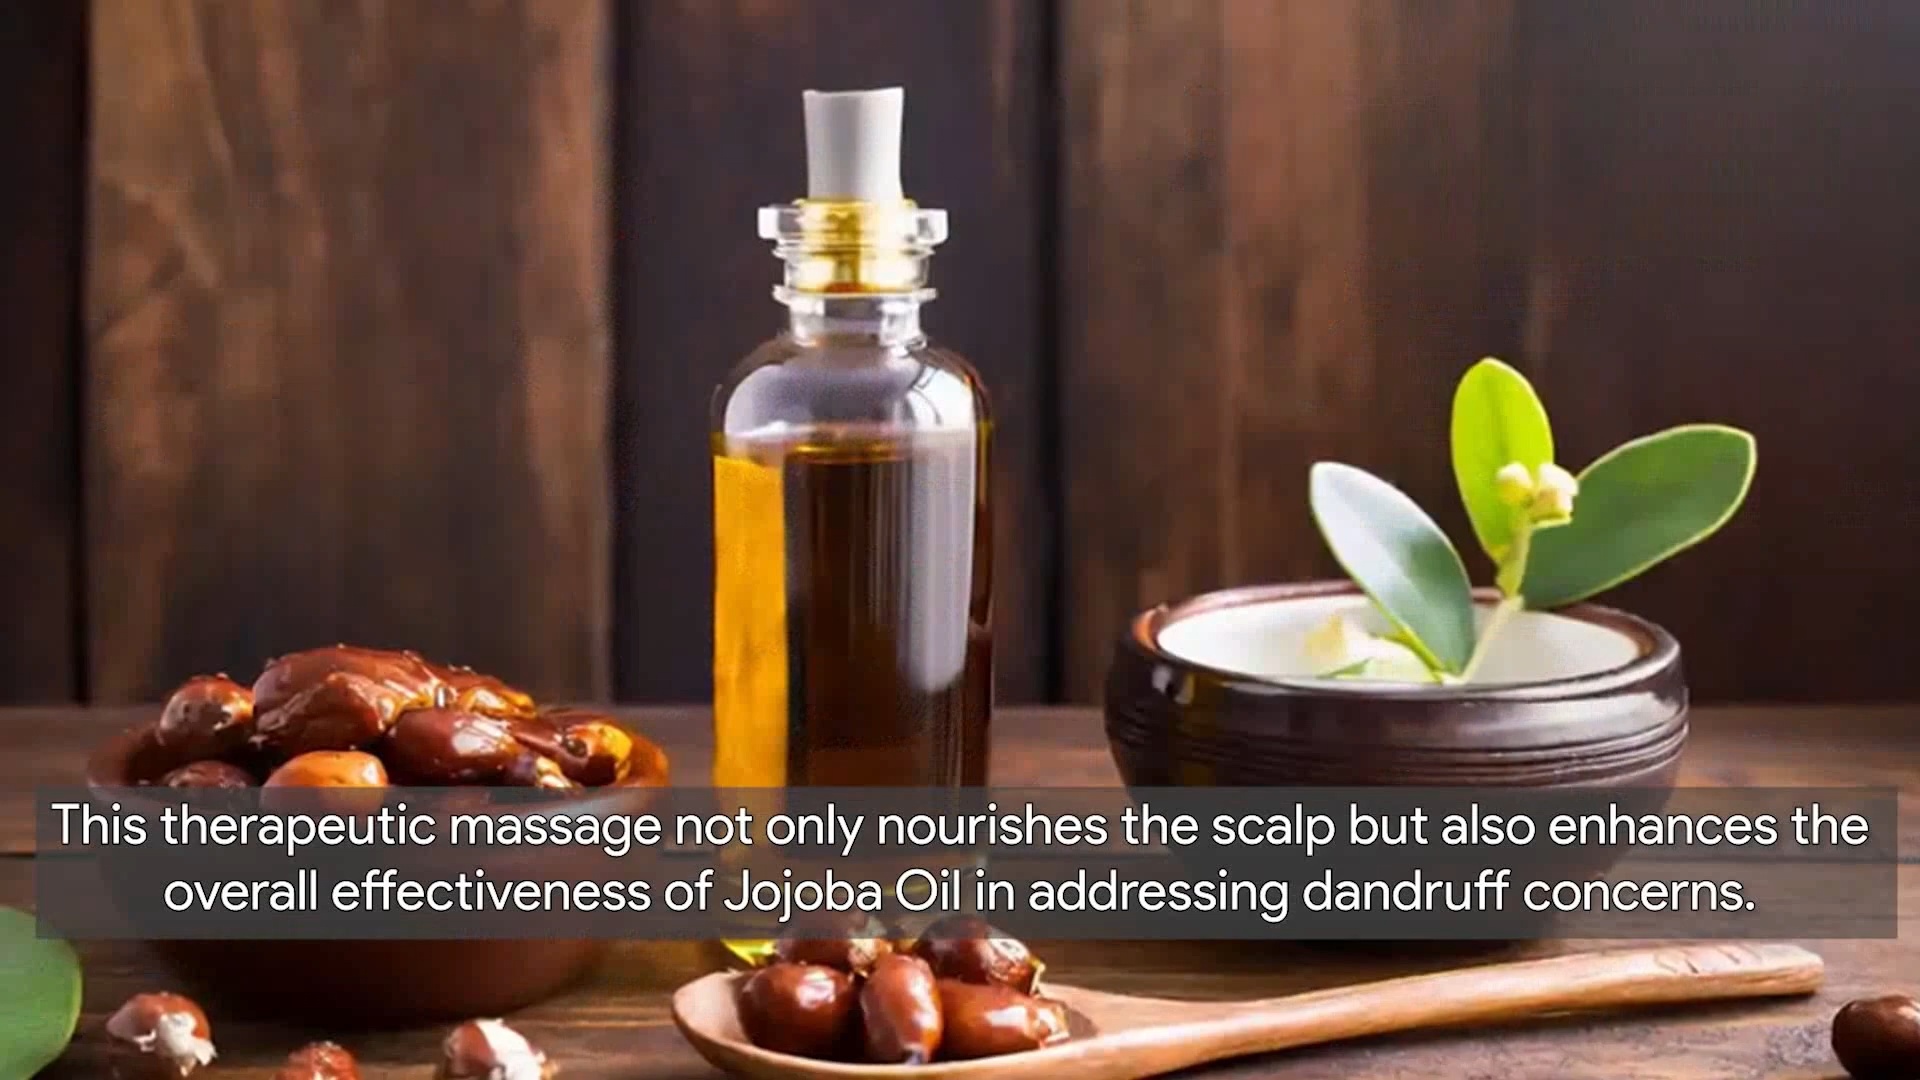 This therapeutic massage not only nourishes the scalp but also enhances the
overall effectiveness of Jojoba Oil in addressing dandruff concerns.